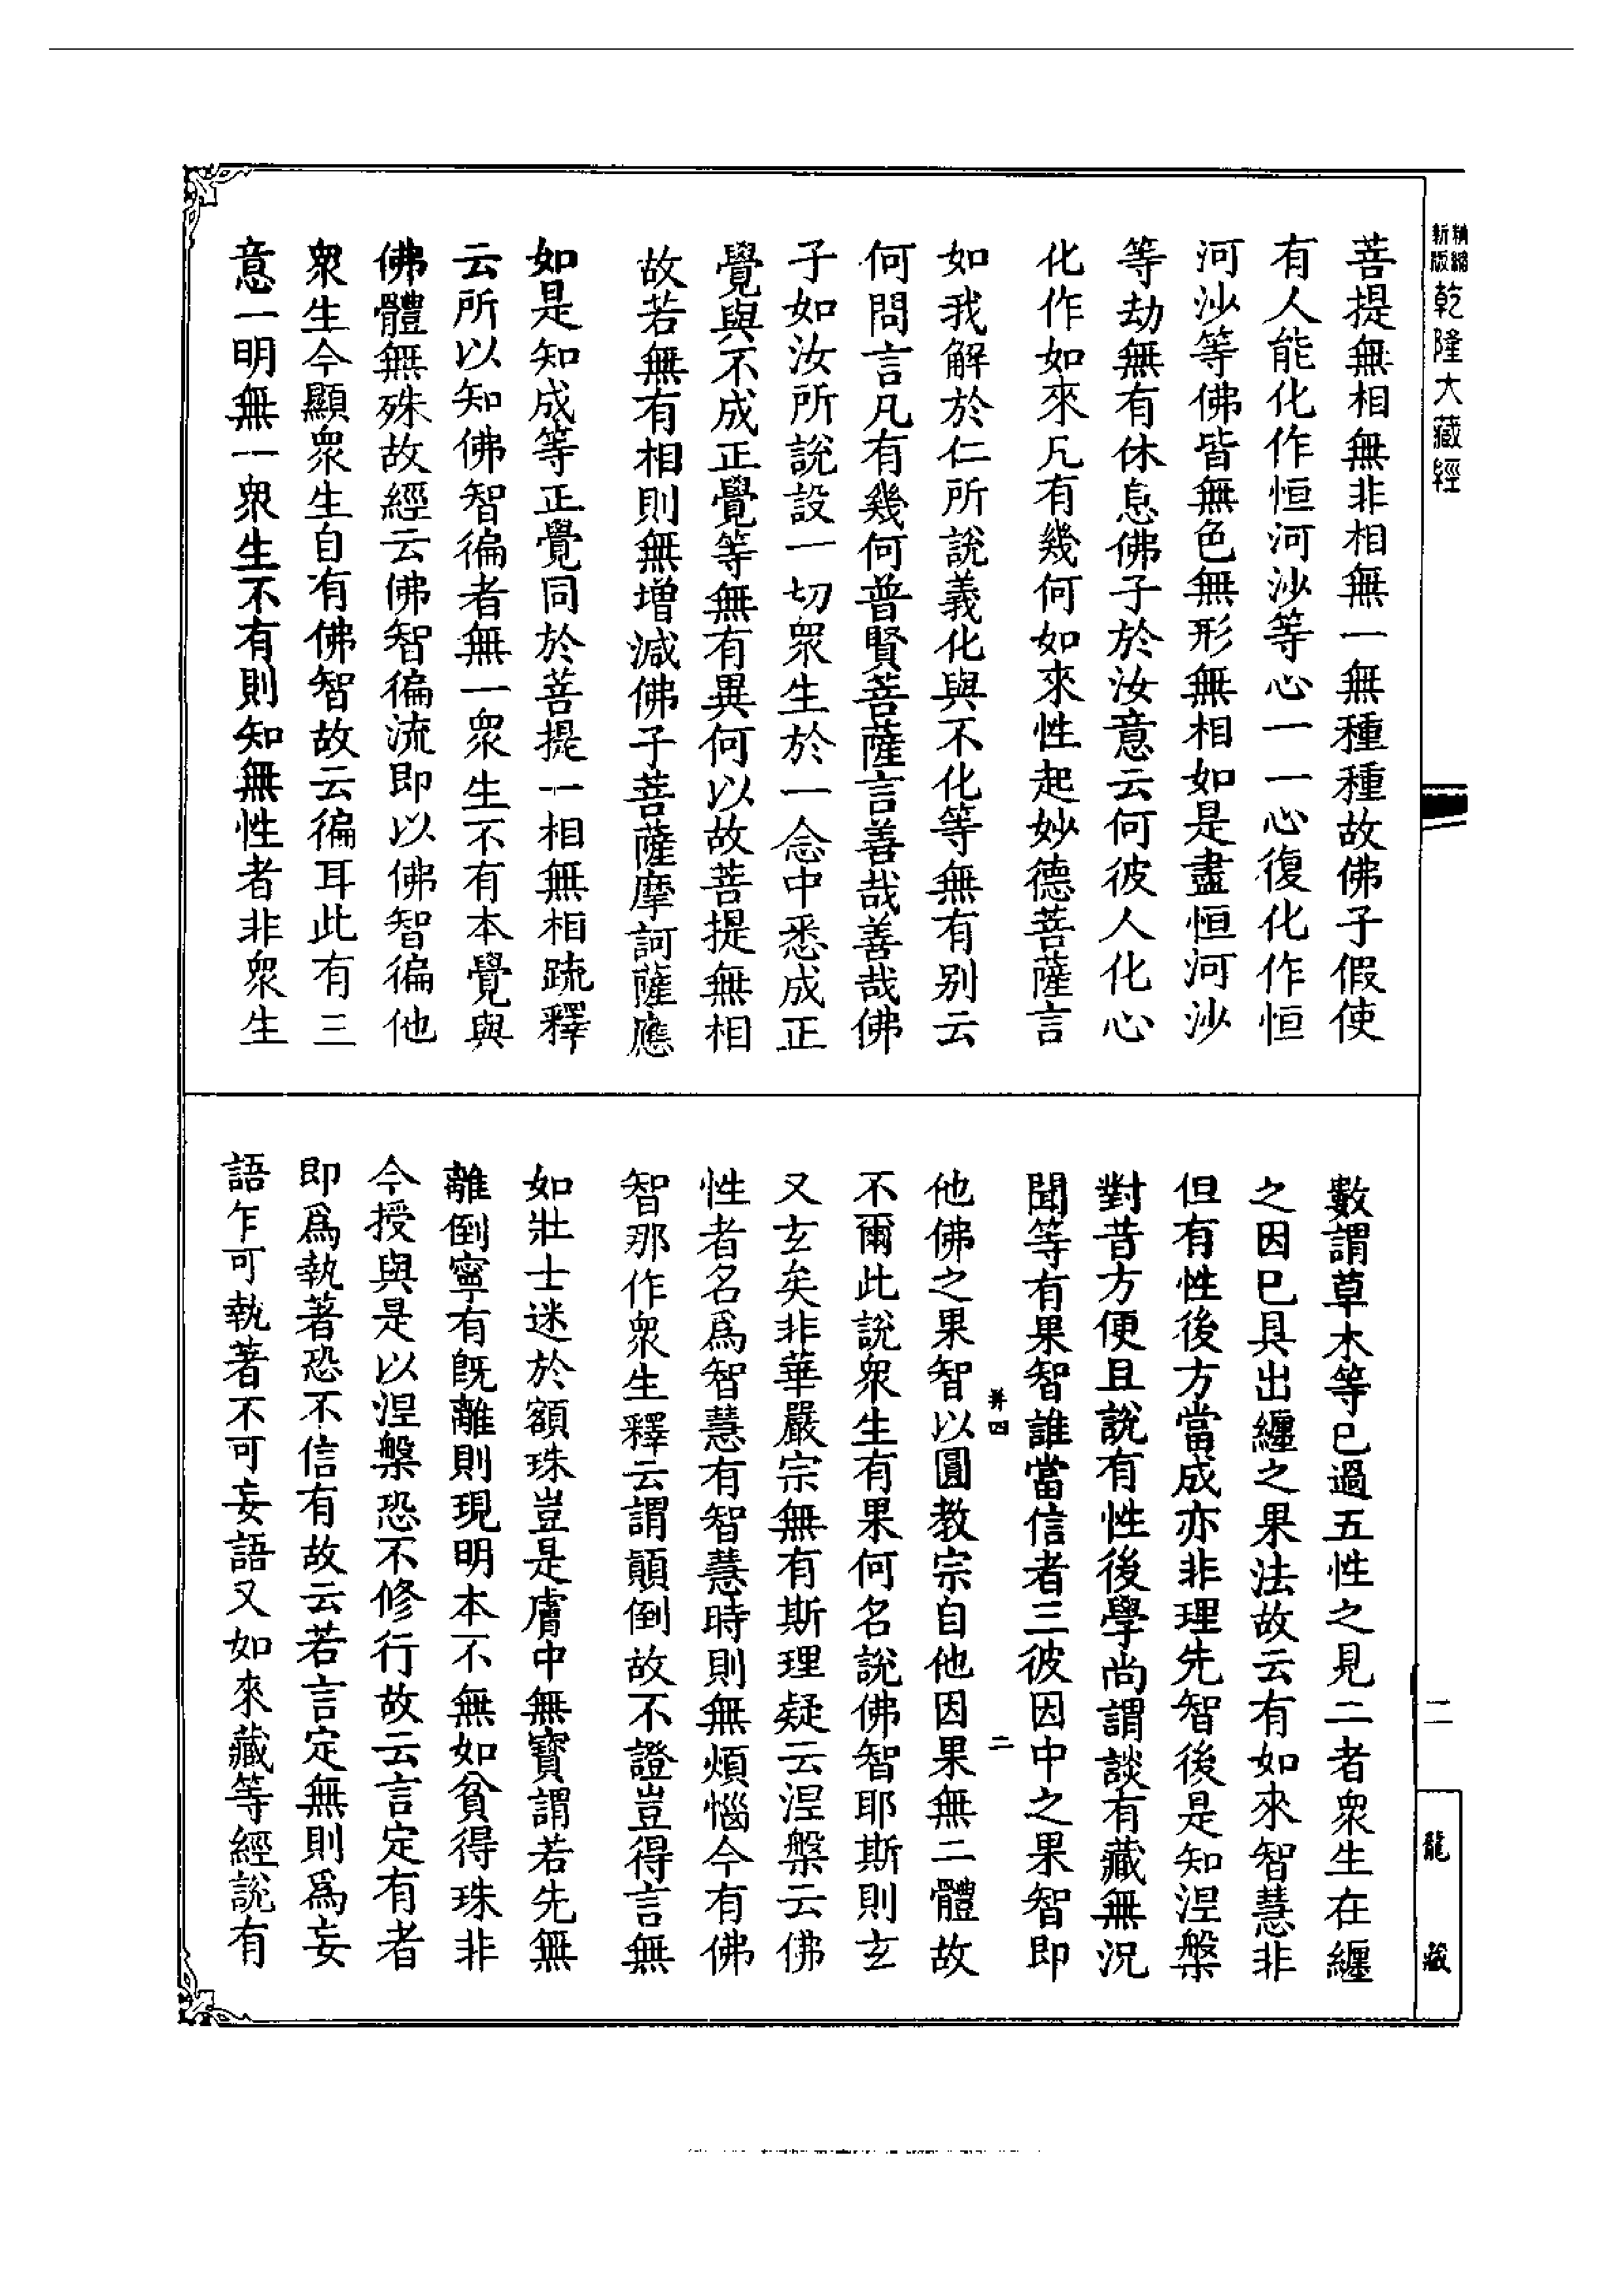 精縮
新版
乾隆大藏經
菩提無相無非相無一無種種故佛子假使
有人能化作恒河沙等心一一心復化作恒
河沙等佛皆無色無形無相如是盡恒河沙
等劫無有休息佛子於汝意云何彼人化心
化作如來凡有幾何如來性起妙德菩薩言
如我解於仁所說義化與不化等無有別云
何問言凡有幾何普賢菩薩言善哉善哉佛
子如汝所說設一切眾生於一念中悉成正
覺與不成正覺等無有異何以故菩提無相
故若無有相則無增減佛子菩薩摩訶薩應
如是知成等正覺同於菩提一相無相疏釋
云所以知佛智徧者無一眾生不有本覺與
佛體無殊故經云佛智徧流即以佛智徧他
眾生今顯眾生自有佛智故云徧耳此有三
意一明無一眾生不有則知無性者非眾生
數謂草木等已過五性之見二者眾生在纏
之因已具出纏之果法故云有如來智慧非
但有性後方當成亦非理先智後是知涅槃
對昔方便且說有性後學尚謂談有藏無況
聞等有果智誰當信者三彼因中之果智即
他佛之果智以圓教宗自他因果無二體故
不爾此說眾生有果何名說佛智耶斯則玄
又玄矣非華嚴宗無有斯理疑云涅槃云佛
性者名爲智慧有智慧時則無煩惱今有佛
智那作眾生釋云謂顛倒故不證豈得言無
如壯士迷於額珠豈是膚中無寶謂若先無
離倒寧有既離則現明本不無如貧得珠非
今授與是以涅槃恐不修行故云言定有者
即爲執著恐不信有故云若言定無則爲妄
語乍可執著不可妄語又如來藏等經說有
二
龍藏